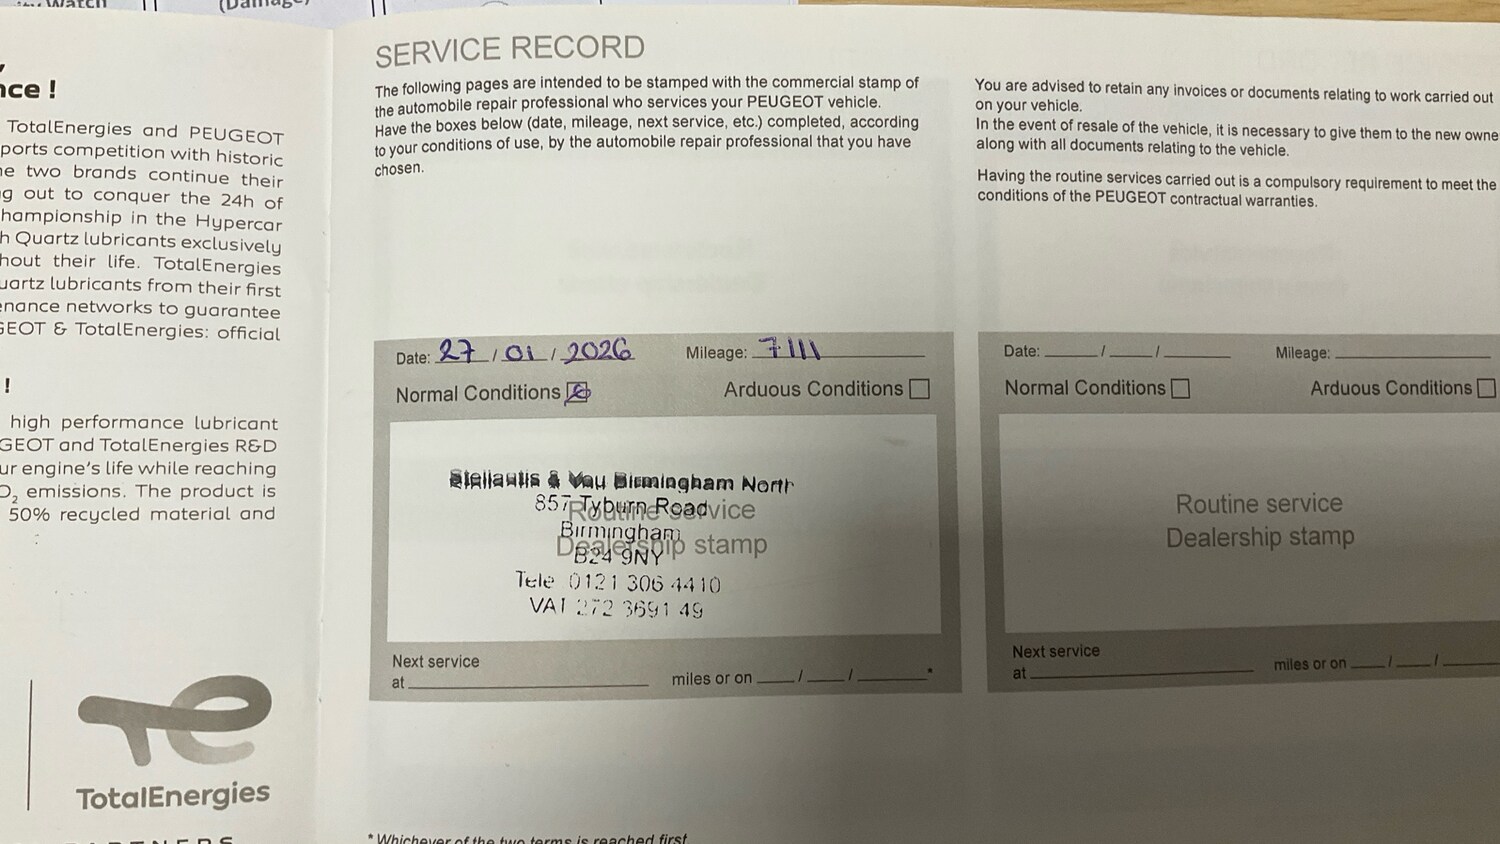 Watch
(Damage)
nce !
TotalEnergies and PEUGEOT
ports competition with historic
e two brands continue their
g out to conquer the 24h of
hampionship in the Hypercar
h Quartz lubricants exclusively
hout their life. TotalEnergies
uartz lubricants from their first
enance networks to guarantee
GEOT & TotalEnergies: official
!
high performance lubricant
GEOT and TotalEnergies R&D
ur engine's life while reaching
O2 emissions. The product is
50% recycled material and
TotalEnergies
SERVICE RECORD
The following pages are intended to be stamped with the commercial stamp of
the automobile repair professional who services your PEUGEOT vehicle.
Have the boxes below (date, mileage, next service, etc.) completed, according
to your conditions of use, by the automobile repair professional that you have
chosen.
Date: 27 / 01 / 2026 Mileage: 7111
Normal Conditions Arduous Conditions
Stellantis & You Birmingham North
857 Tyburn Road
Birmingham
B24 9NY
Tele 0121 306 4410
VAT 272 3691 49
Routine service
Dealership stamp
Next service
at miles or on / / *
* Whichever of the two terms is reached first
You are advised to retain any invoices or documents relating to work carried out
on your vehicle.
In the event of resale of the vehicle, it is necessary to give them to the new owne
along with all documents relating to the vehicle.
Having the routine services carried out is a compulsory requirement to meet the
conditions of the PEUGEOT contractual warranties.
Date: / / Mileage:
Normal Conditions Arduous Conditions
Routine service
Dealership stamp
Next service
at miles or on / /